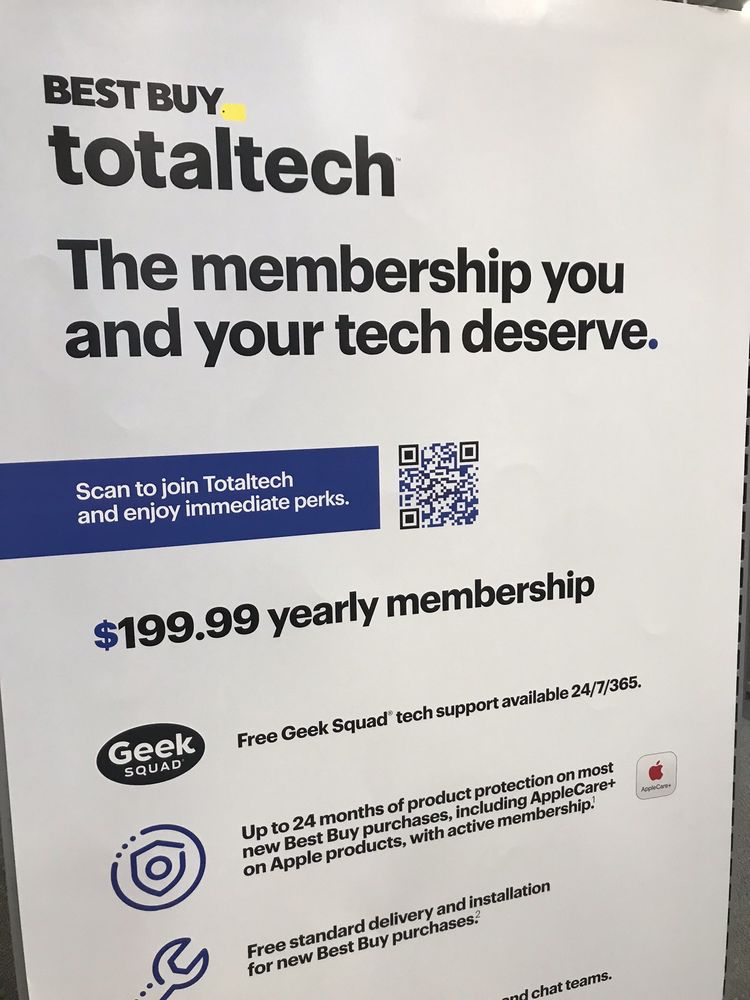 BEST BUY
totaltech™
The membership you
and your tech deserve.
Scan to join Totaltech
and enjoy immediate perks.
$199.99 yearly membership
Geek
SQUAD
Free Geek Squad® tech support available 24/7/365.
Up to 24 months of product protection on most
new Best Buy purchases, including AppleCare+
on Apple products, with active membership.¹
AppleCare+
Free standard delivery and installation
for new Best Buy purchases.²
and chat teams.